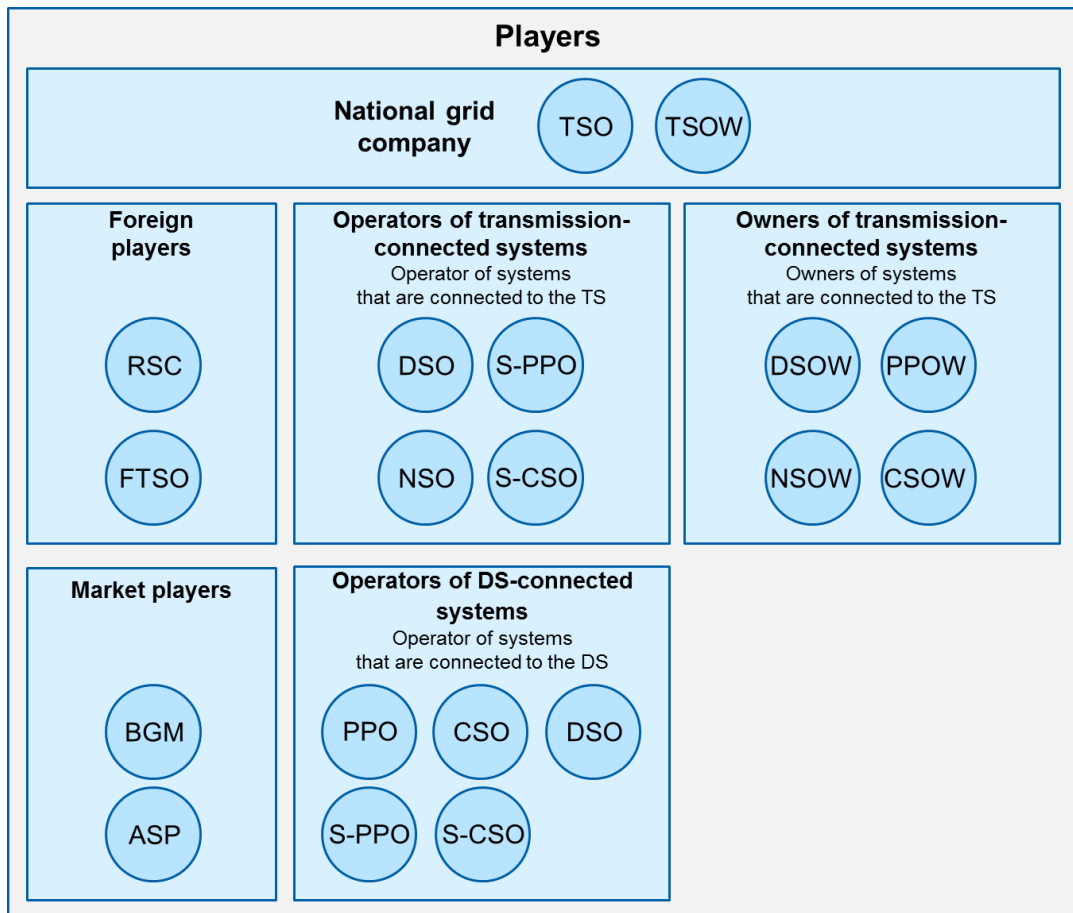 Players
National grid
company
TSO
TSOW
Foreign
players
RSC
FTSO
Operators of transmission-
connected systems
Operator of systems
that are connected to the TS
DSO
S-PPO
NSO
S-CSO
Owners of transmission-
connected systems
Owners of systems
that are connected to the TS
DSOW
PPOW
NSOW
CSOW
Market players
BGM
ASP
Operators of DS-connected
systems
Operator of systems
that are connected to the DS
PPO
CSO
DSO
S-PPO
S-CSO